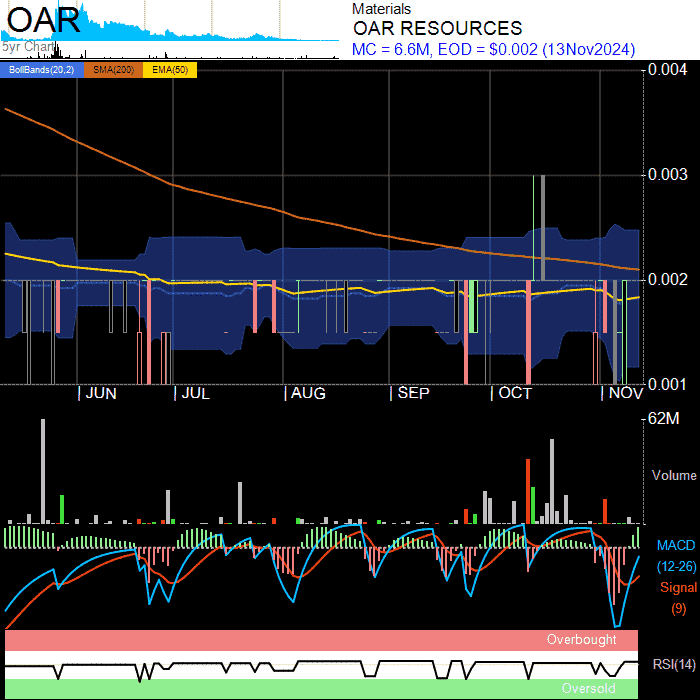 OAR
5yr Chart
Materials
OAR RESOURCES
MC = 6.6M, EOD = $0.002 (13Nov2024)
BollBands(20,2) SMA(200) EMA(50)
0.004
0.003
0.002
0.001
JUN JUL AUG SEP OCT NOV
62M
Volume
MACD
(12-26)
Signal
(9)
Overbought
RSI(14)
Oversold